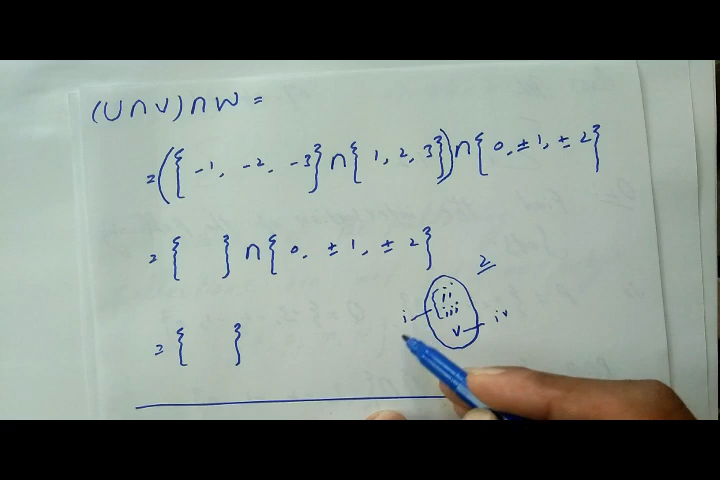 (U∩V)∩W =
= ({-1, -2, -3}∩{1, 2, 3})∩{0, ±1, ±2}
= { }∩{0, ±1, ±2}
2
ii
i iii
v iv
= { }